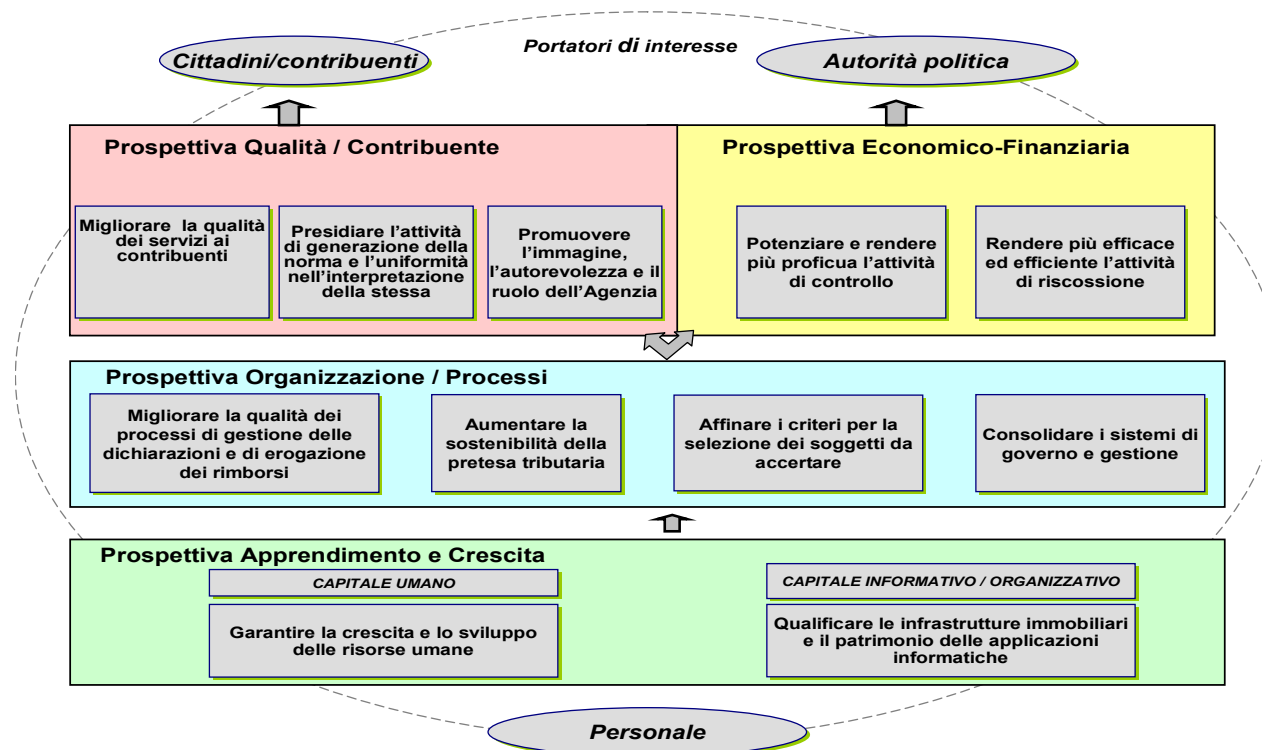 Portatori di interesse
Cittadini/contribuenti
Autorità politica
Prospettiva Qualità / Contribuente
Migliorare la qualità
dei servizi ai
contribuenti
Presidiare l'attività
di generazione della
norma e l'uniformità
nell'interpretazione
della stessa
Promuovere
l'immagine,
l'autorevolezza e il
ruolo dell'Agenzia
Prospettiva Economico-Finanziaria
Potenziare e rendere
più proficua l'attività
di controllo
Rendere più efficace
ed efficiente l'attività
di riscossione
Prospettiva Organizzazione / Processi
Migliorare la qualità dei
processi di gestione delle
dichiarazioni e di erogazione
dei rimborsi
Aumentare la
sostenibilità della
pretesa tributaria
Affinare i criteri per la
selezione dei soggetti da
accertare
Consolidare i sistemi di
governo e gestione
Prospettiva Apprendimento e Crescita
CAPITALE UMANO
Garantire la crescita e lo sviluppo
delle risorse umane
CAPITALE INFORMATIVO / ORGANIZZATIVO
Qualificare le infrastrutture immobiliari
e il patrimonio delle applicazioni
informatiche
Personale